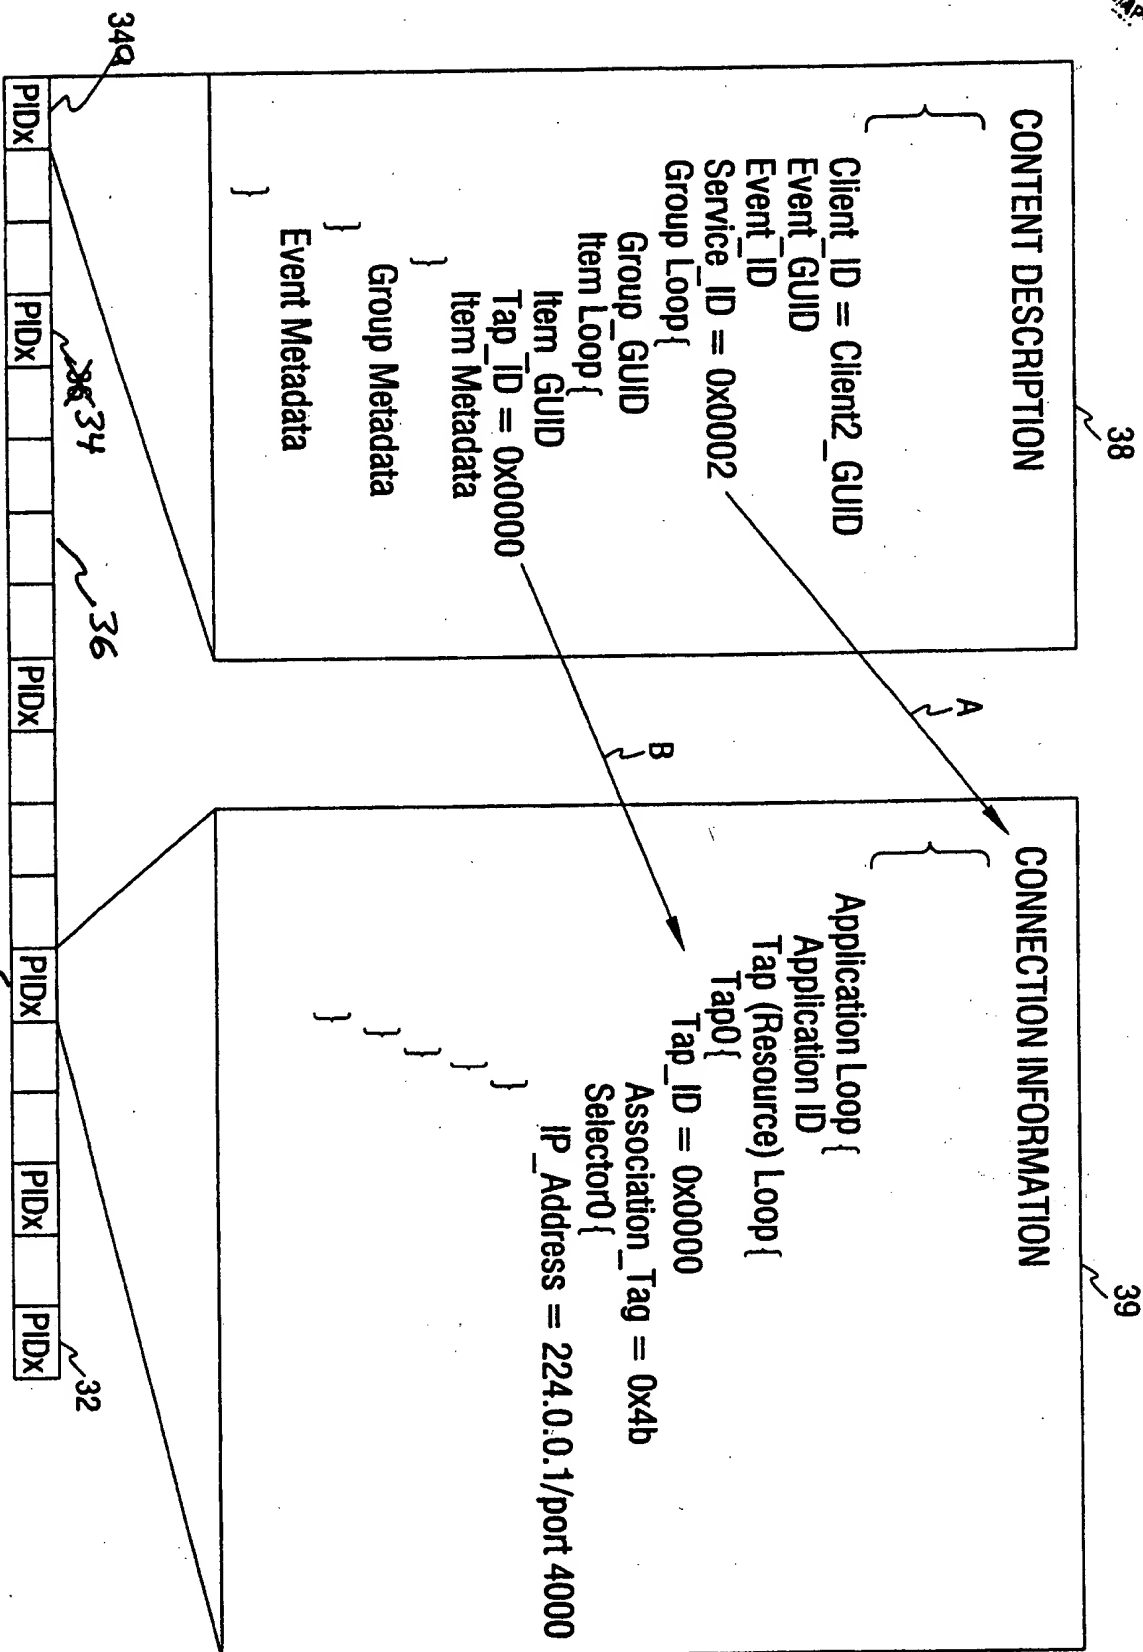 38
CONTENT DESCRIPTION
{
Client_ID = Client2_GUID
Event_GUID
Event_ID
Service_ID = 0x0002
Group Loop{
Group_GUID
Item Loop{
Item_GUID
Tap_ID = 0x0000
Item Metadata
}
Group Metadata
}
Event Metadata
}
A
B
39
CONNECTION INFORMATION
{
Application Loop {
Application ID
Tap (Resource) Loop{
Tap0{
Tap_ID = 0x0000
Association_Tag = 0x4b
Selector0{
IP_Address = 224.0.0.1/port 4000
}
}
}
}
}
34a
34
36
32
PIDx
PIDx
PIDx
PIDx
PIDx
PIDx